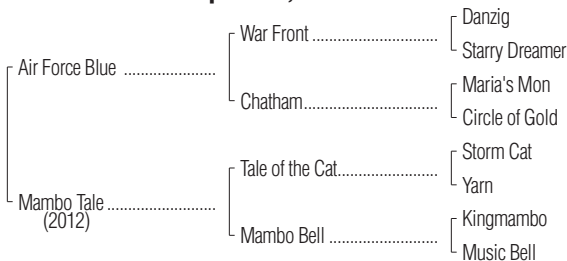 Danzig
War Front ..............................
Starry Dreamer
Air Force Blue ......................
Maria's Mon
Chatham................................
Circle of Gold
Storm Cat
Tale of the Cat........................
Yarn
Mambo Tale ..........................
(2012)
Kingmambo
Mambo Bell ..........................
Music Bell